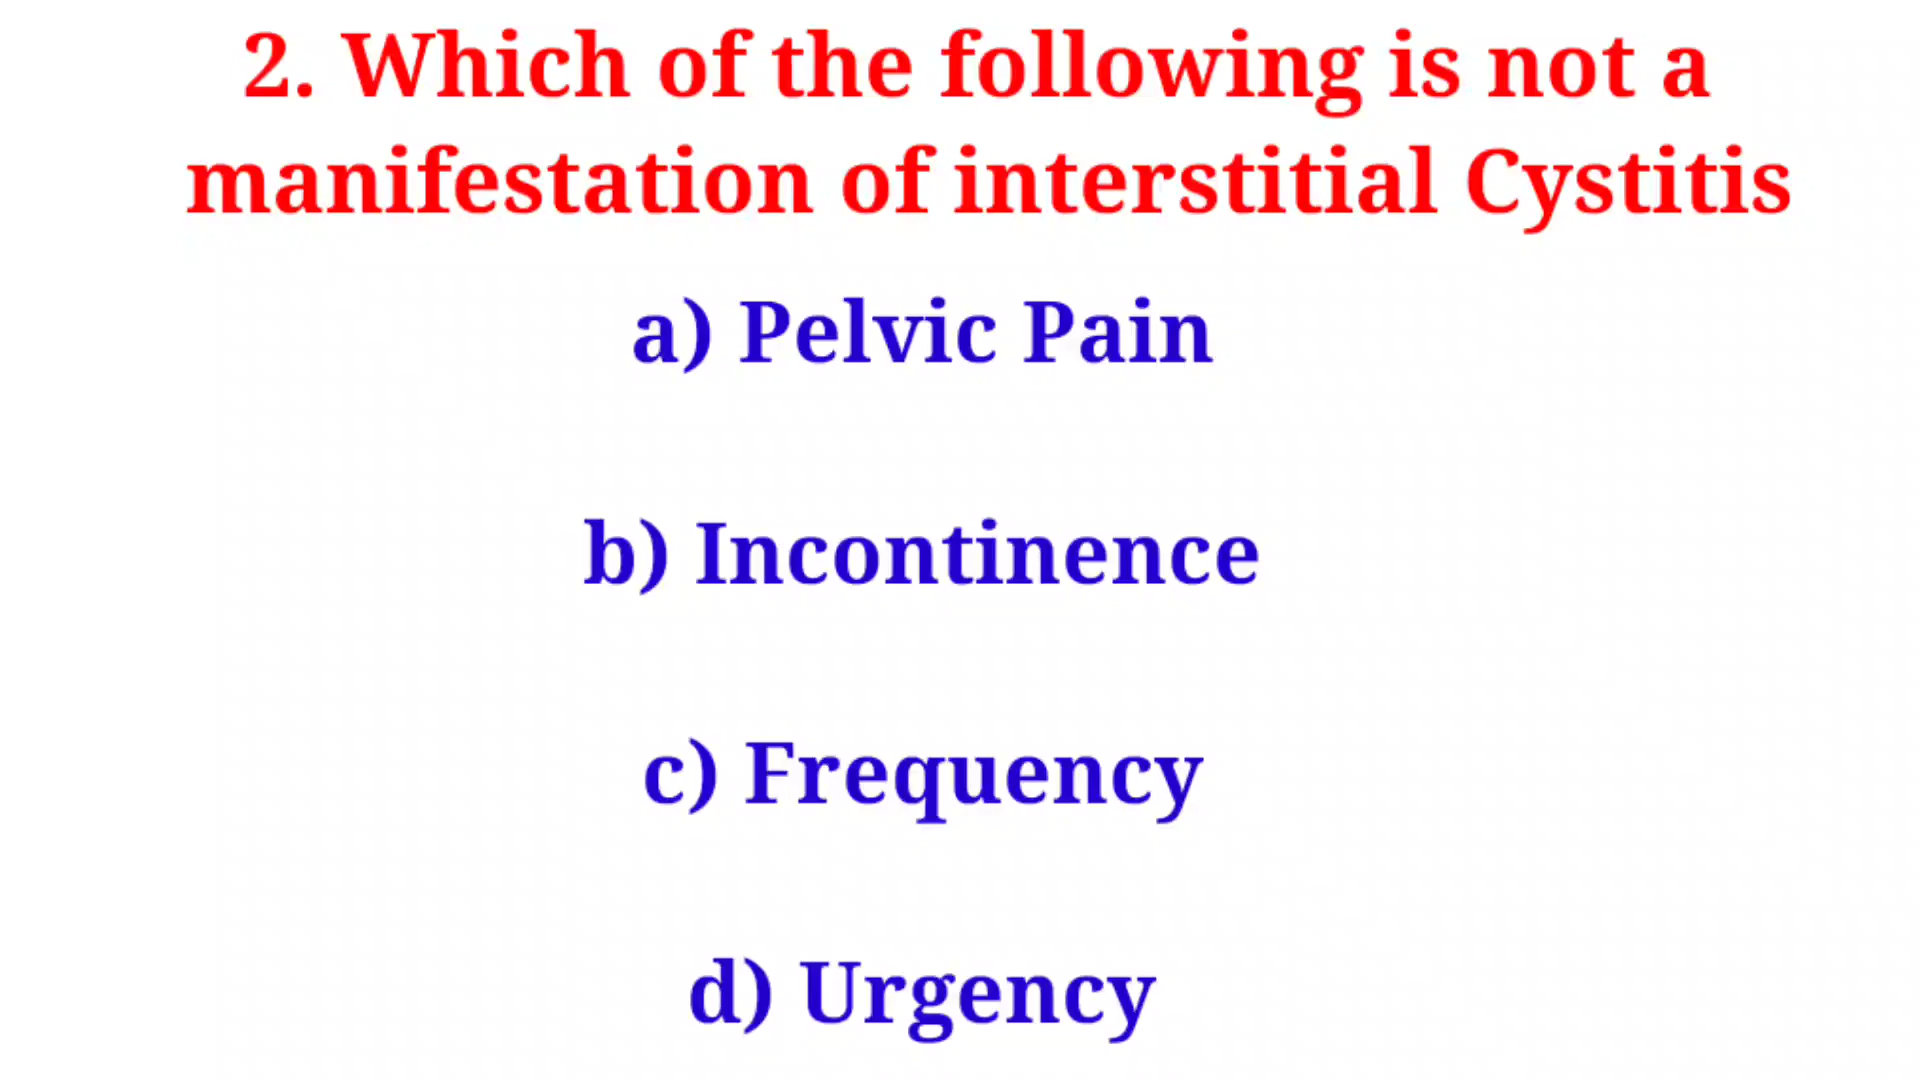 2. Which of the following is not a
manifestation of interstitial Cystitis
a) Pelvic Pain
b) Incontinence
c) Frequency
d) Urgency